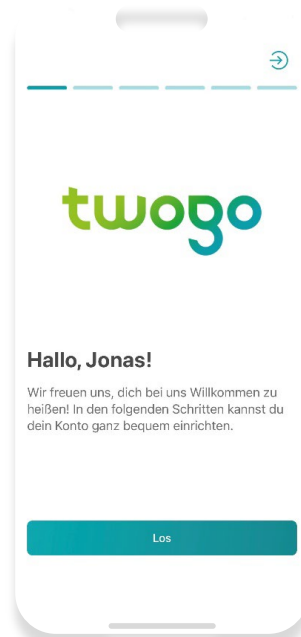 twogo
Hallo, Jonas!
Wir freuen uns, dich bei uns Willkommen zu
heißen! In den folgenden Schritten kannst du
dein Konto ganz bequem einrichten.
Los